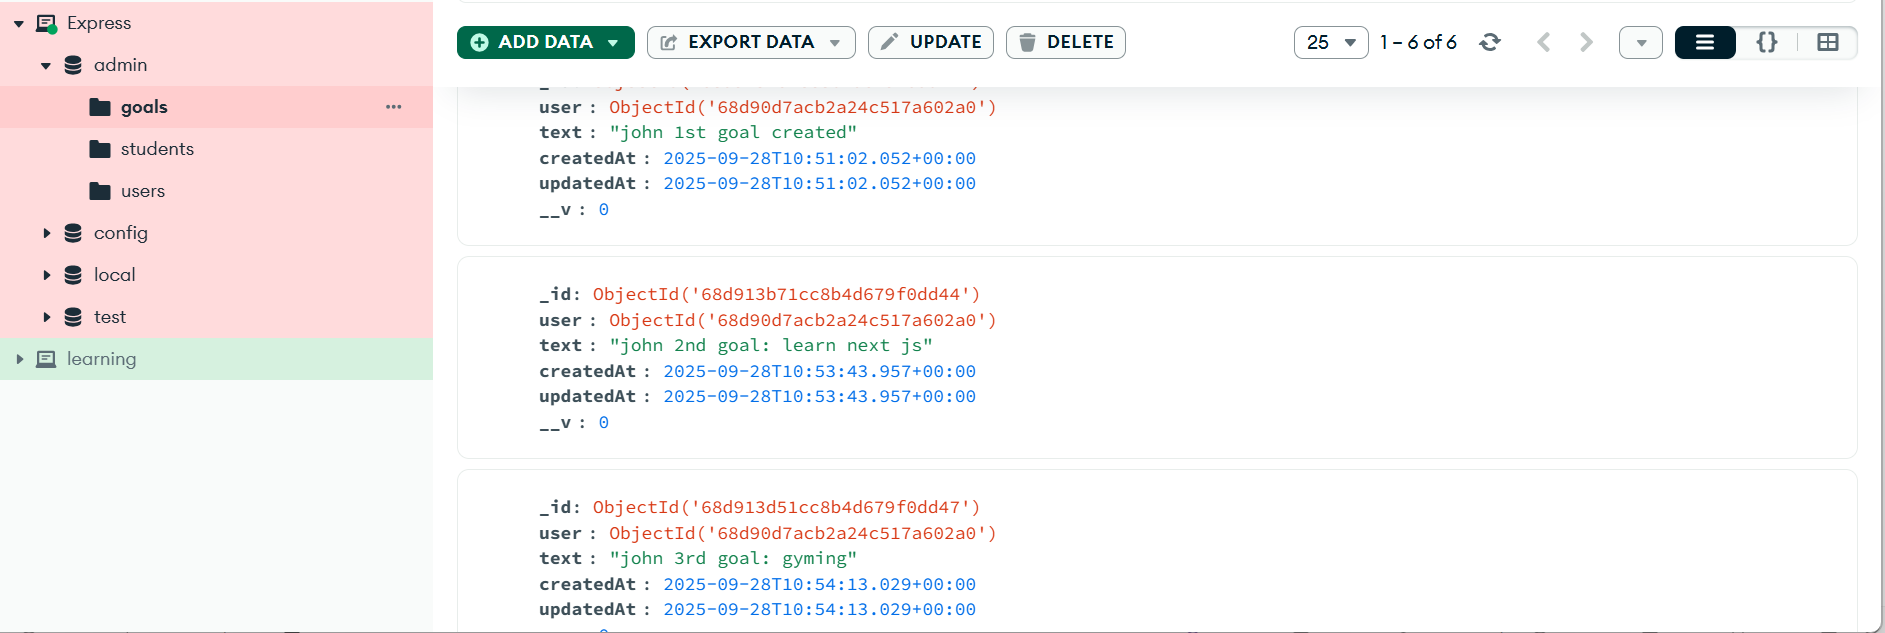 Express
admin
goals
students
users
config
local
test
learning
ADD DATA
EXPORT DATA
UPDATE
DELETE
25
1 – 6 of 6
user : ObjectId('68d90d7acb2a24c517a602a0')
text : "john 1st goal created"
createdAt : 2025-09-28T10:51:02.052+00:00
updatedAt : 2025-09-28T10:51:02.052+00:00
__v : 0
_id: ObjectId('68d913b71cc8b4d679f0dd44')
user : ObjectId('68d90d7acb2a24c517a602a0')
text : "john 2nd goal: learn next js"
createdAt : 2025-09-28T10:53:43.957+00:00
updatedAt : 2025-09-28T10:53:43.957+00:00
__v : 0
_id: ObjectId('68d913d51cc8b4d679f0dd47')
user : ObjectId('68d90d7acb2a24c517a602a0')
text : "john 3rd goal: gyming"
createdAt : 2025-09-28T10:54:13.029+00:00
updatedAt : 2025-09-28T10:54:13.029+00:00